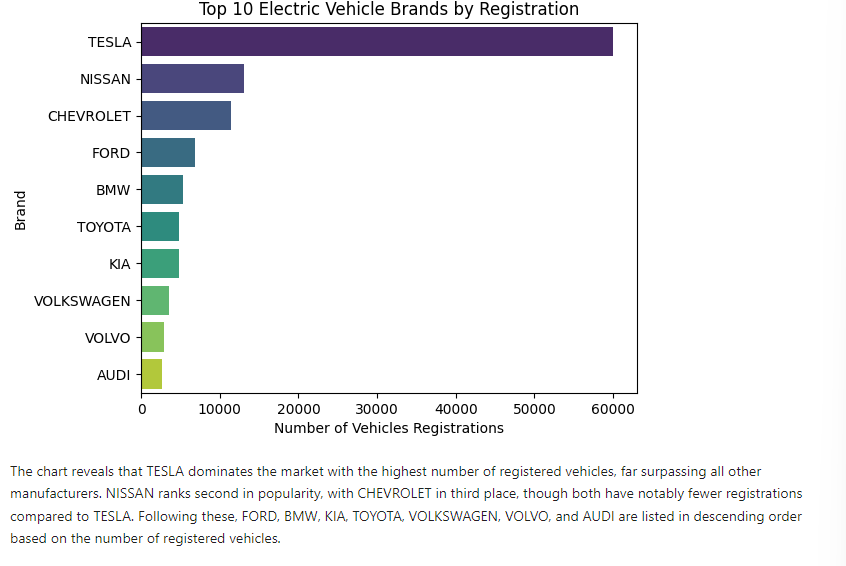 Top 10 Electric Vehicle Brands by Registration
TESLA
NISSAN
CHEVROLET
FORD
BMW
TOYOTA
KIA
VOLKSWAGEN
VOLVO
AUDI
Brand
0 10000 20000 30000 40000 50000 60000
Number of Vehicles Registrations
The chart reveals that TESLA dominates the market with the highest number of registered vehicles, far surpassing all other
manufacturers. NISSAN ranks second in popularity, with CHEVROLET in third place, though both have notably fewer registrations
compared to TESLA. Following these, FORD, BMW, KIA, TOYOTA, VOLKSWAGEN, VOLVO, and AUDI are listed in descending order
based on the number of registered vehicles.